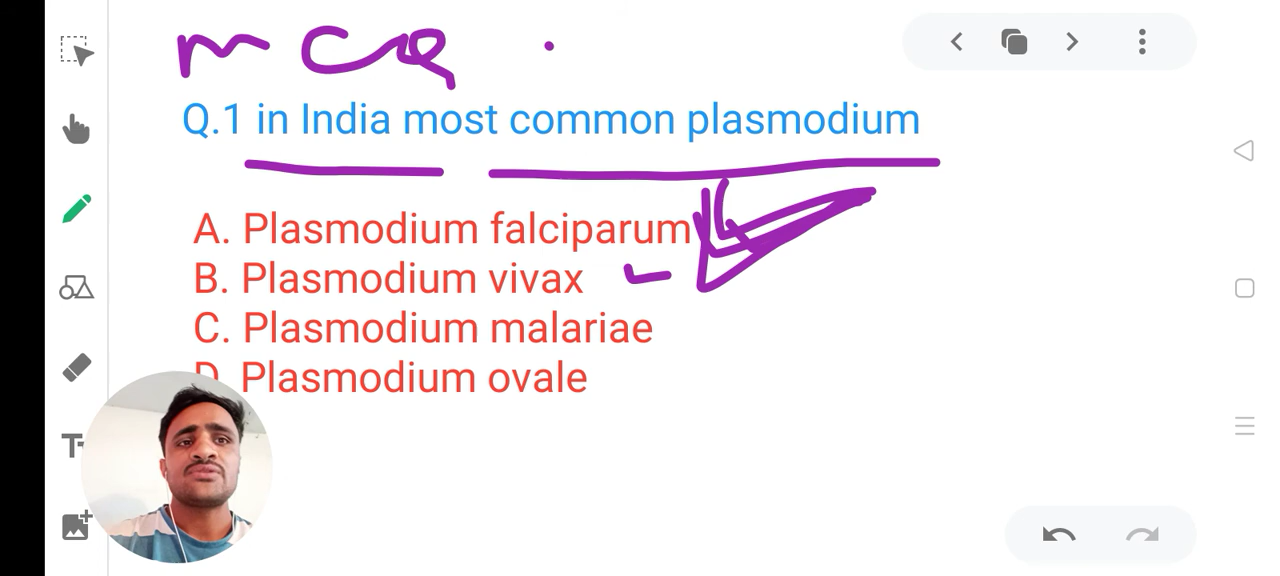 MCQ .
Q.1 in India most common plasmodium
A. Plasmodium falciparum
B. Plasmodium vivax
C. Plasmodium malariae
D. Plasmodium ovale
T